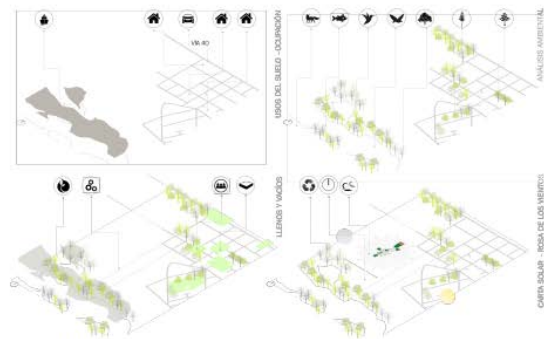 VIA 40
USOS DEL SUELO - OCUPACIÓN
ANÁLISIS AMBIENTAL
LLENOS Y VACÍOS
CARTA SOLAR - ROSA DE LOS VIENTOS